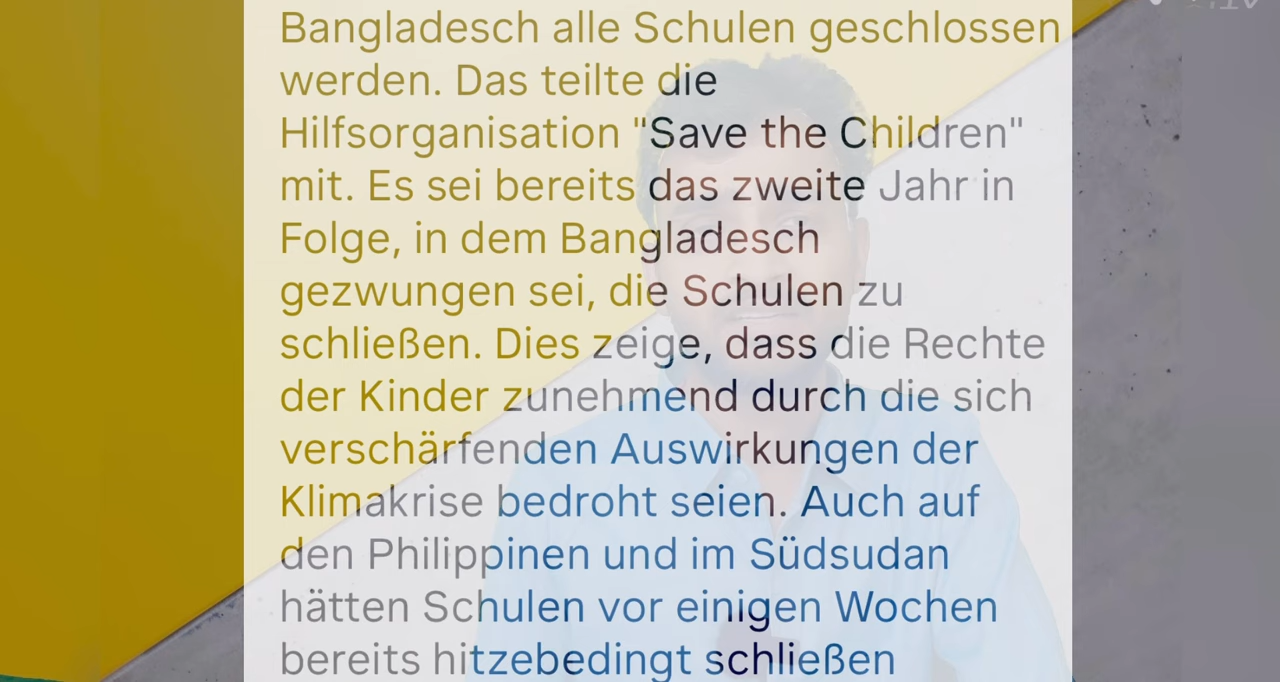 Bangladesch alle Schulen geschlossen
werden. Das teilte die
Hilfsorganisation "Save the Children"
mit. Es sei bereits das zweite Jahr in
Folge, in dem Bangladesch
gezwungen sei, die Schulen zu
schließen. Dies zeige, dass die Rechte
der Kinder zunehmend durch die sich
verschärfenden Auswirkungen der
Klimakrise bedroht seien. Auch auf
den Philippinen und im Südsudan
hätten Schulen vor einigen Wochen
bereits hitzebedingt schließen